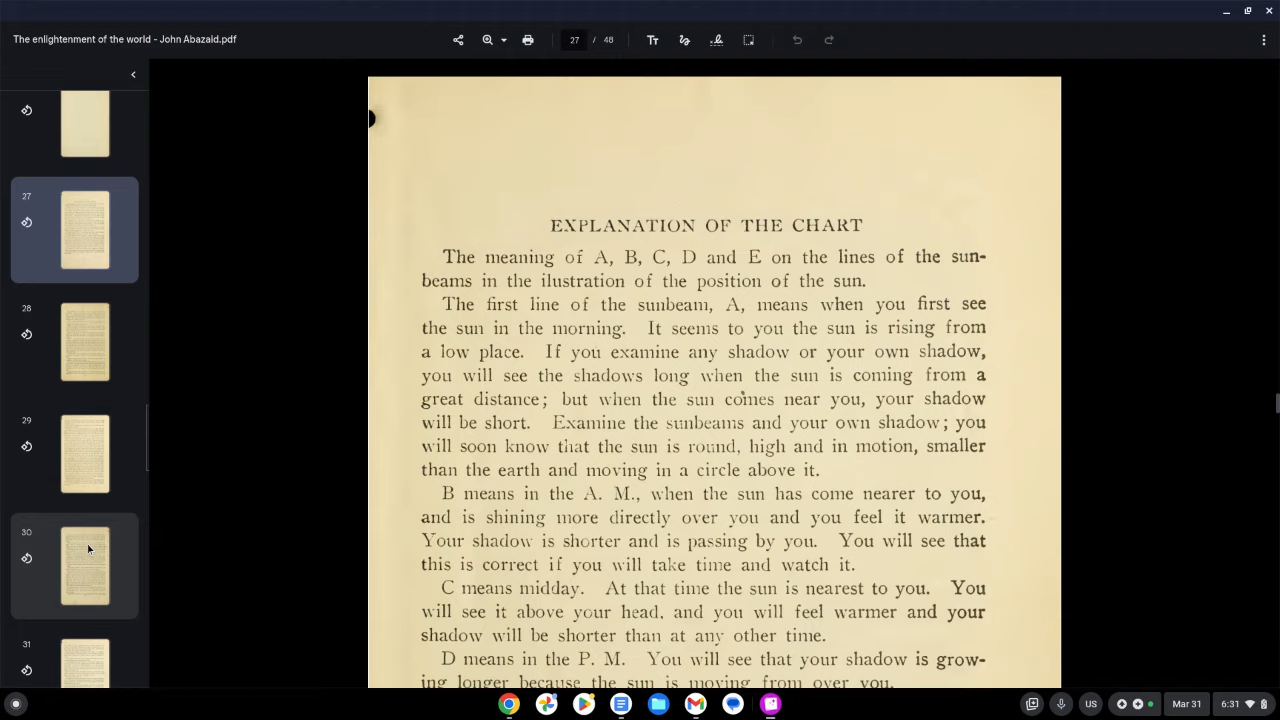 The enlightenment of the world - John Abazaid.pdf
27 / 48
27
28
29
30
31
EXPLANATION OF THE CHART
The meaning of A, B, C, D and E on the lines of the sun-
beams in the ilustration of the position of the sun.
The first line of the sunbeam, A, means when you first see
the sun in the morning. It seems to you the sun is rising from
a low place. If you examine any shadow or your own shadow,
you will see the shadows long when the sun is coming from a
great distance; but when the sun comes near you, your shadow
will be short. Examine the sunbeams and your own shadow; you
will soon know that the sun is round, high and in motion, smaller
than the earth and moving in a circle above it.
B means in the A. M., when the sun has come nearer to you,
and is shining more directly over you and you feel it warmer.
Your shadow is shorter and is passing by you. You will see that
this is correct if you will take time and watch it.
C means midday. At that time the sun is nearest to you. You
will see it above your head, and you will feel warmer and your
shadow will be shorter than at any other time.
D means in the P. M. You will see that your shadow is grow-
ing longer because the sun is moving from over you.
US
Mar 31
6:31